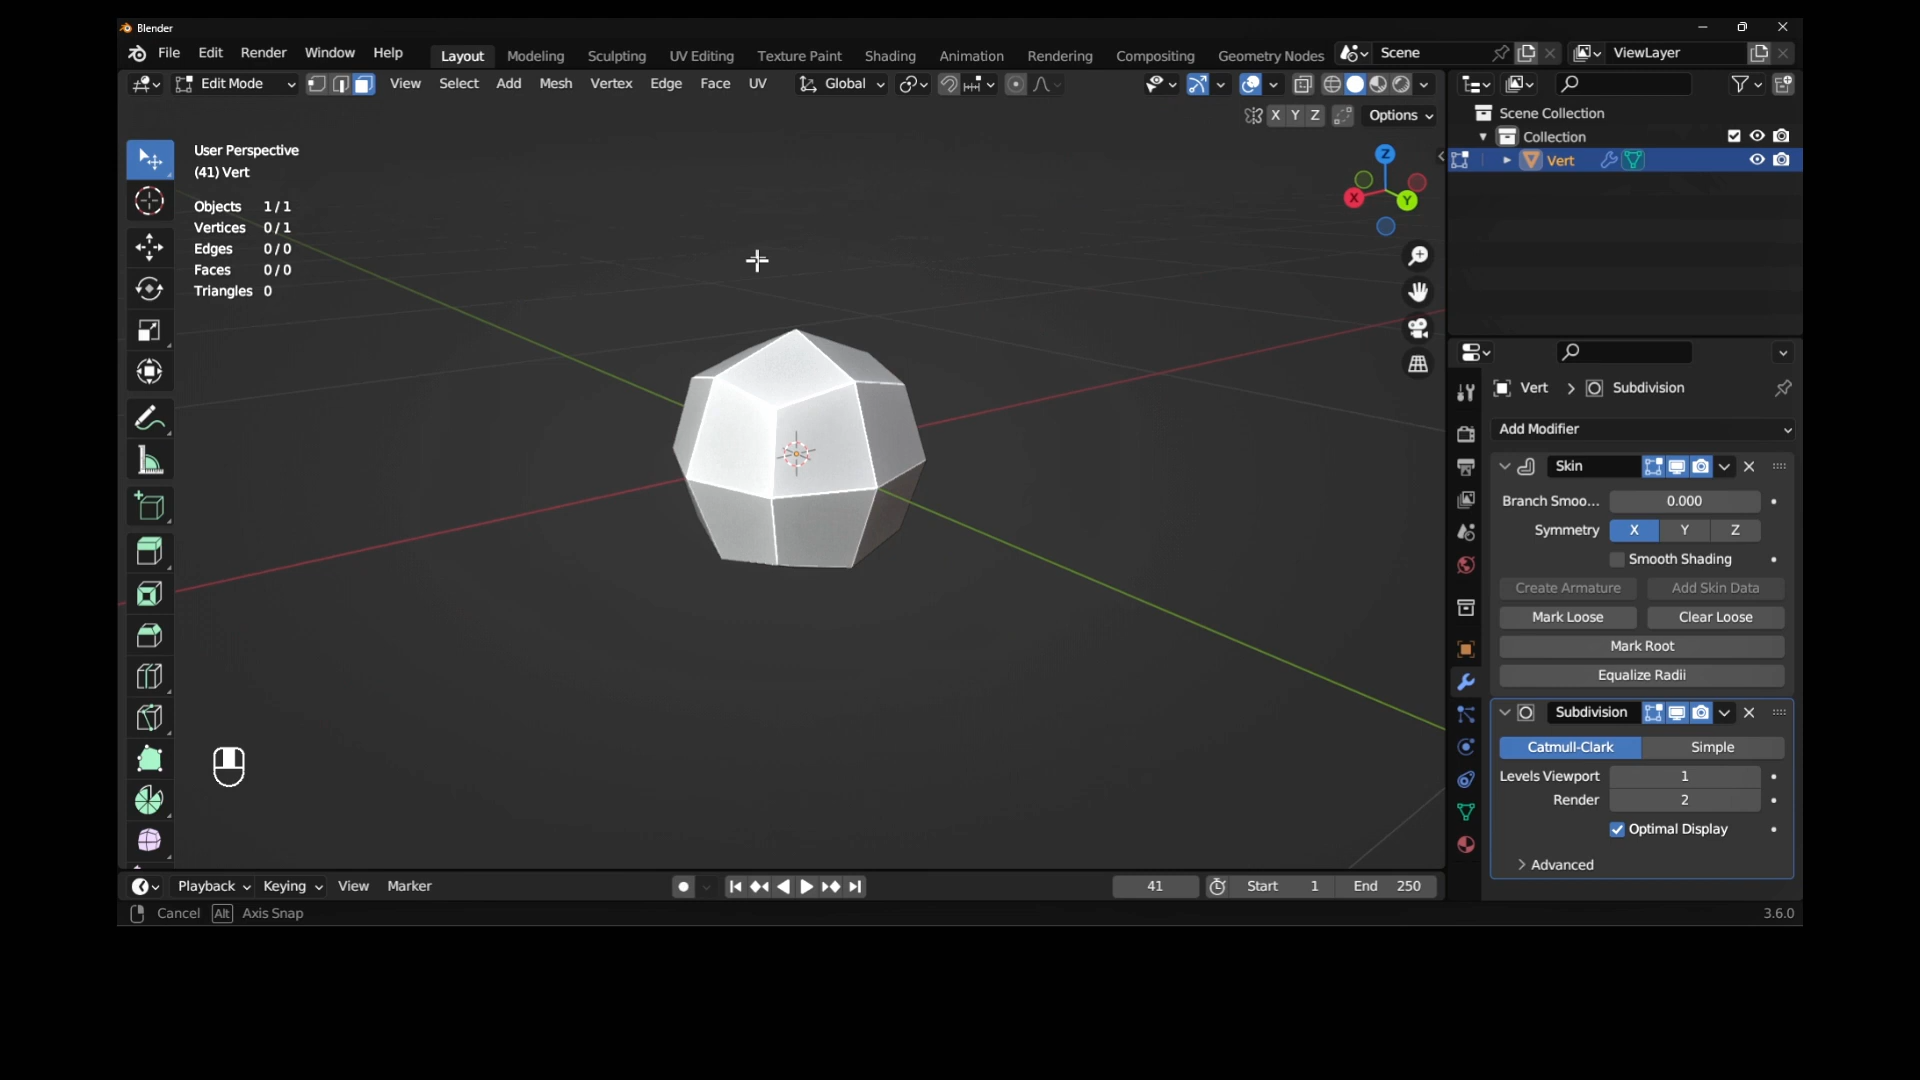 Blender
File Edit Render Window Help Layout Modeling Sculpting UV Editing Texture Paint Shading Animation Rendering Compositing Geometry Nodes Scene ViewLayer
Edit Mode View Select Add Mesh Vertex Edge Face UV Global
X Y Z Options
User Perspective
(41) Vert
Objects 1/1
Vertices 0/1
Edges 0/0
Faces 0/0
Triangles 0
Z
X
Y
Scene Collection
Collection
Vert
Vert > Subdivision
Add Modifier
Skin
Branch Smoo... 0.000
Symmetry X Y Z
Smooth Shading
Create Armature Add Skin Data
Mark Loose Clear Loose
Mark Root
Equalize Radii
Subdivision
Catmull-Clark Simple
Levels Viewport 1
Render 2
Optimal Display
Advanced
Playback Keying View Marker 41 Start 1 End 250
Cancel Alt Axis Snap 3.6.0